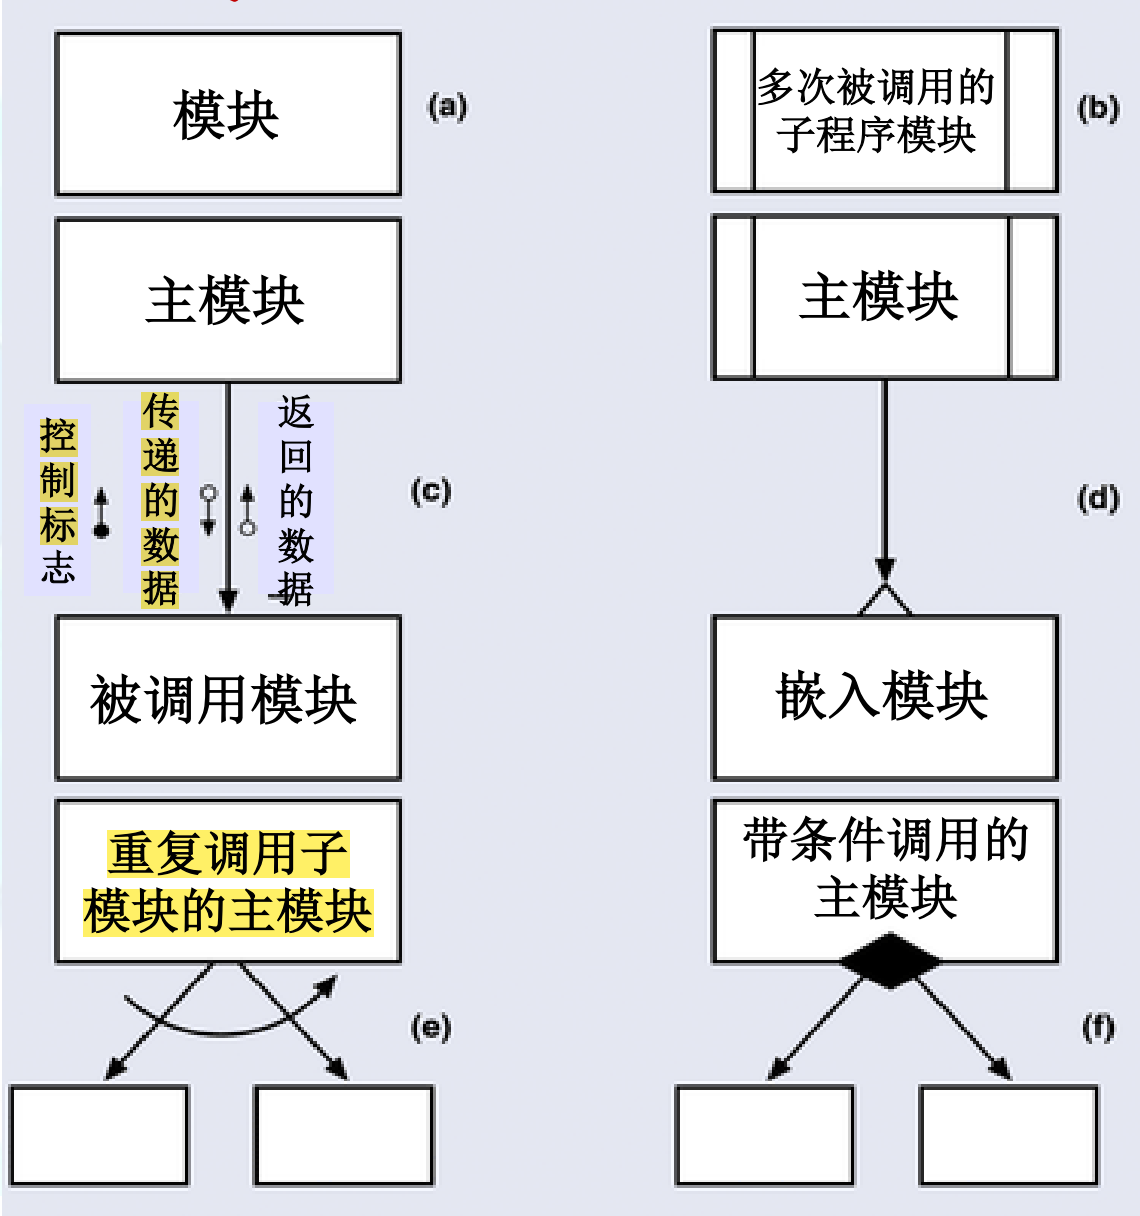 模块
(a)
多次被调用的
子程序模块
(b)
主模块
控制标志
传递的数据
返回的数据
(c)
被调用模块
主模块
(d)
嵌入模块
重复调用子
模块的主模块
(e)
带条件调用的
主模块
(f)